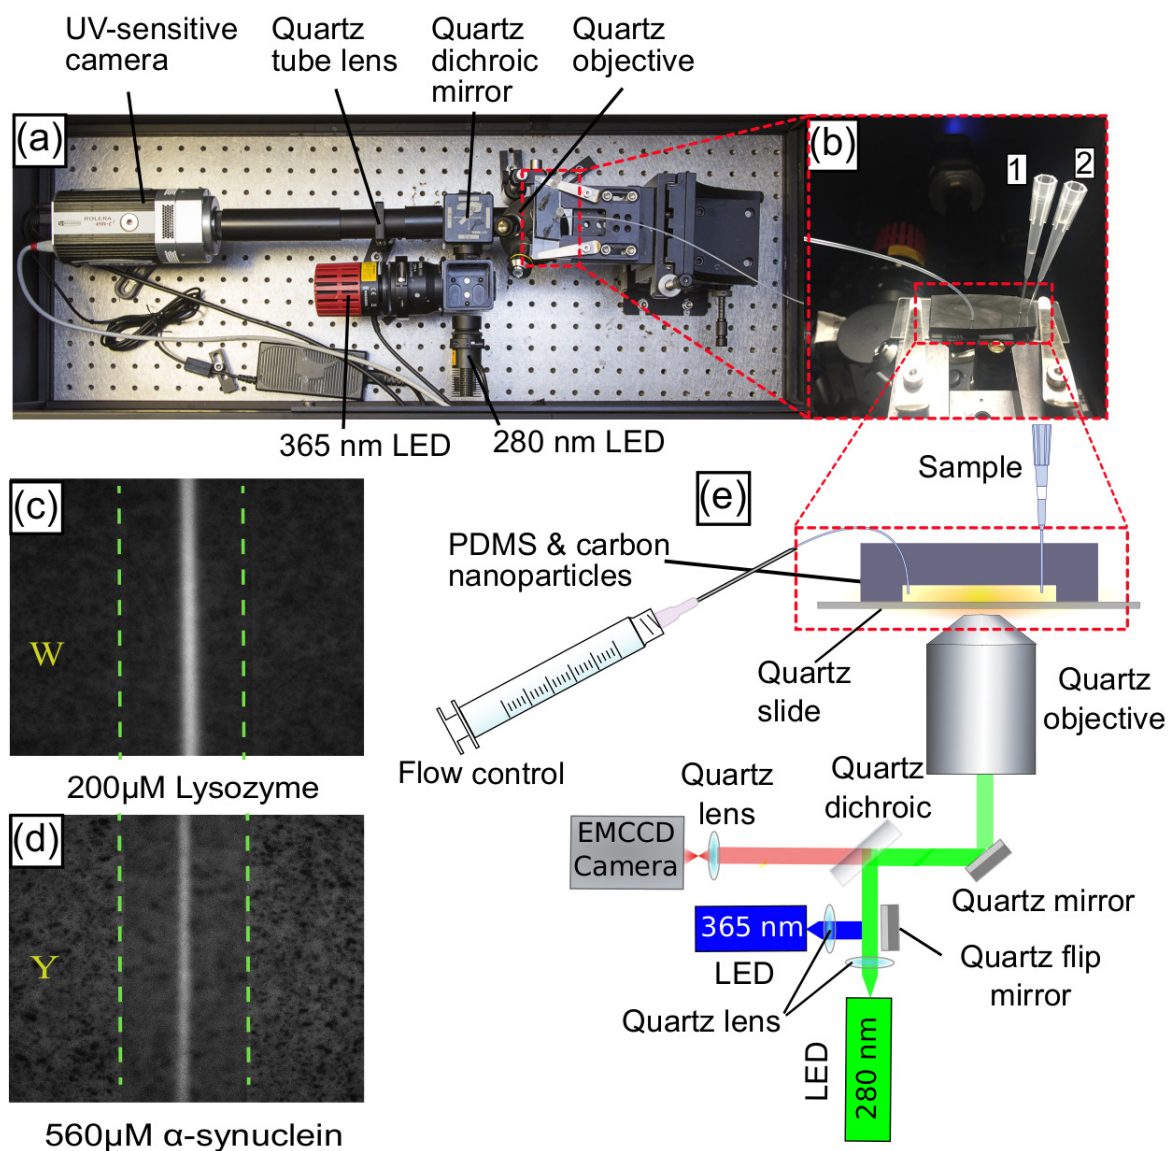 UV-sensitive
camera
Quartz
tube lens
Quartz
dichroic
mirror
Quartz
objective
(a)
ROLERA
365 nm LED
280 nm LED
(b)
1
2
(c)
W
200µM Lysozyme
(d)
Y
560µM α-synuclein
(e)
Sample
PDMS & carbon
nanoparticles
Quartz
slide
Quartz
objective
Flow control
Quartz
lens
Quartz
dichroic
EMCCD
Camera
Quartz mirror
365 nm
LED
Quartz flip
mirror
Quartz lens
LED
280 nm